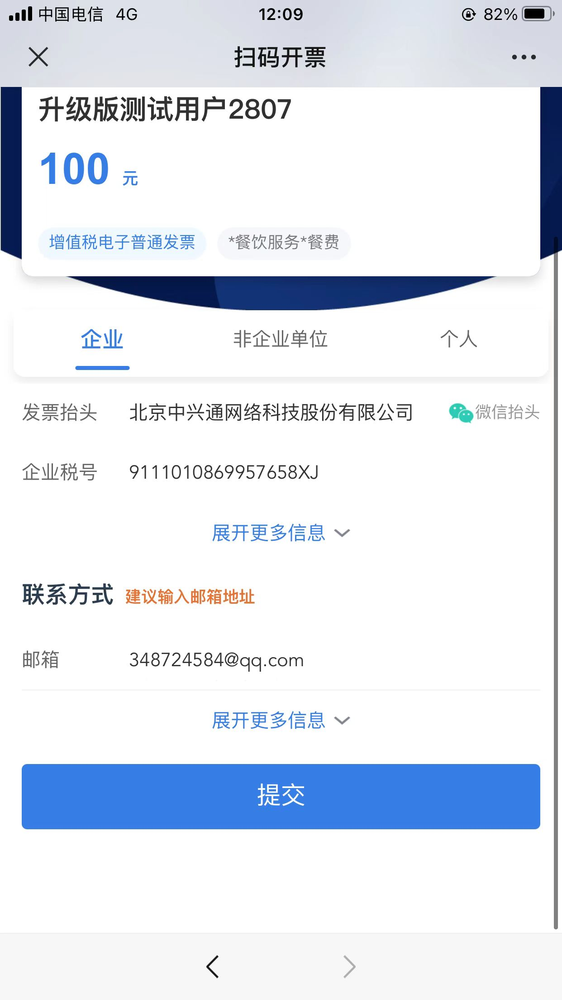 中国电信 4G 12:09 82%
扫码开票
升级版测试用户2807
100 元
增值税电子普通发票 *餐饮服务*餐费
企业 非企业单位 个人
发票抬头 北京中兴通网络科技股份有限公司 微信抬头
企业税号 9111010869957658XJ
展开更多信息
联系方式 建议输入邮箱地址
邮箱 348724584@qq.com
展开更多信息
提交